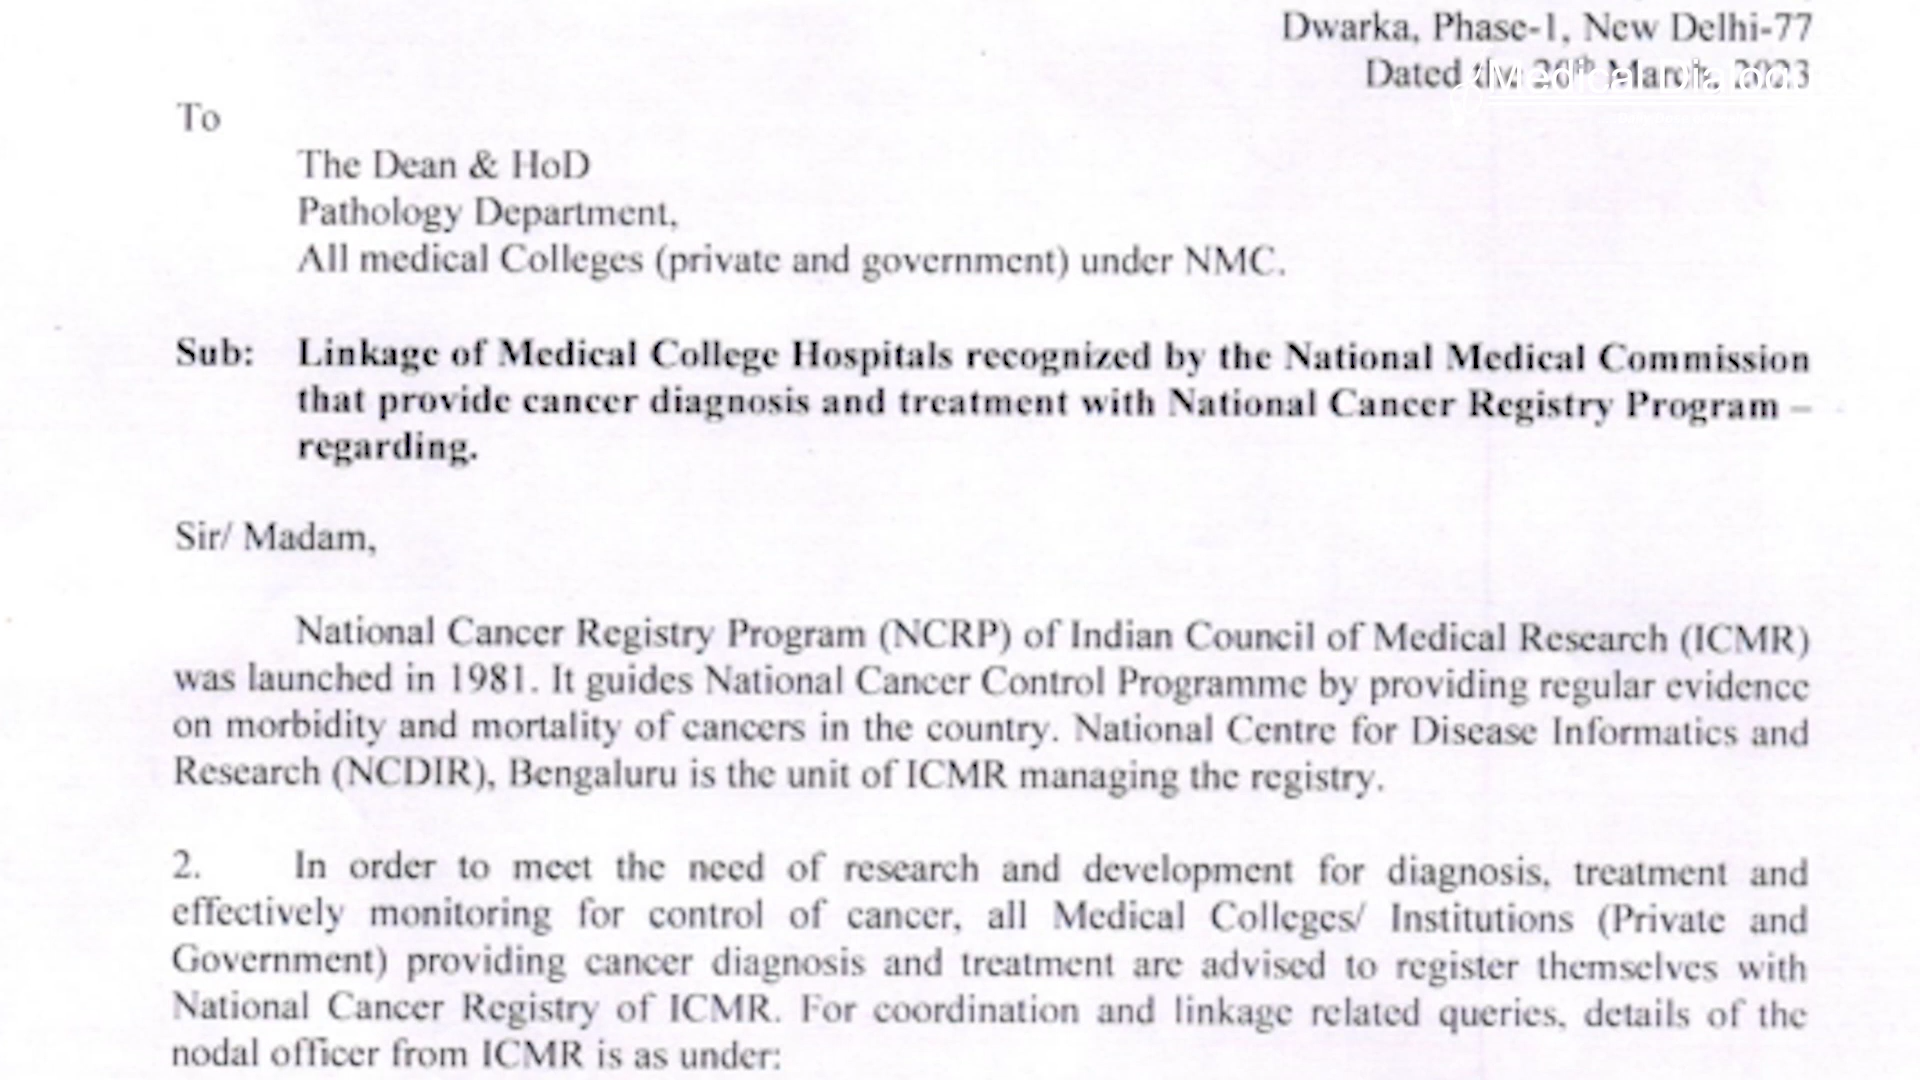 Dwarka, Phase-1, New Delhi-77
Dated 2023
Medical Dialogues
To
The Dean & HoD
Pathology Department,
All medical Colleges (private and government) under NMC.
Sub: Linkage of Medical College Hospitals recognized by the National Medical Commission
that provide cancer diagnosis and treatment with National Cancer Registry Program –
regarding.
Sir/ Madam,
National Cancer Registry Program (NCRP) of Indian Council of Medical Research (ICMR)
was launched in 1981. It guides National Cancer Control Programme by providing regular evidence
on morbidity and mortality of cancers in the country. National Centre for Disease Informatics and
Research (NCDIR), Bengaluru is the unit of ICMR managing the registry.
2. In order to meet the need of research and development for diagnosis, treatment and
effectively monitoring for control of cancer, all Medical Colleges/ Institutions (Private and
Government) providing cancer diagnosis and treatment are advised to register themselves with
National Cancer Registry of ICMR. For coordination and linkage related queries, details of the
nodal officer from ICMR is as under: